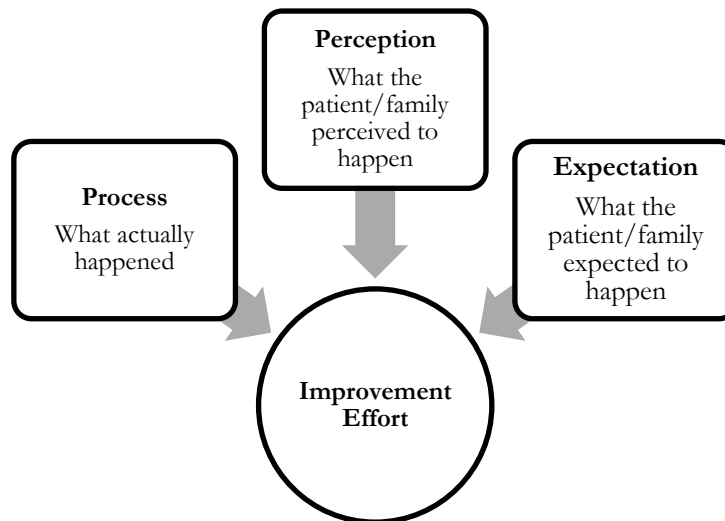 Perception
What the
patient/family
perceived to
happen
Process
What actually
happened
Expectation
What the
patient/family
expected to
happen
Improvement
Effort